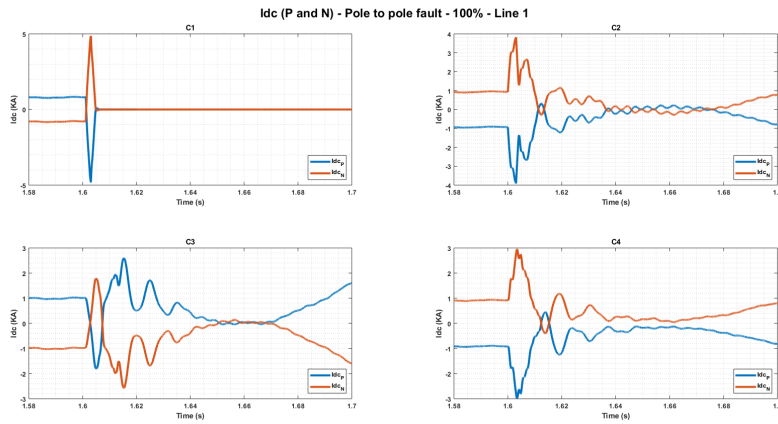 Idc (P and N) - Pole to pole fault - 100% - Line 1
C1
5
0
-5
Idc (KA)
1.58
1.6
1.62
1.64
1.66
1.68
1.7
Time (s)
Idc_P
Idc_N
C2
4
3
2
1
0
-1
-2
-3
-4
Idc (KA)
1.58
1.6
1.62
1.64
1.66
1.68
1.
Time (s)
Idc_P
Idc_N
C3
3
2
1
0
-1
-2
-3
Idc (KA)
1.58
1.6
1.62
1.64
1.66
1.68
1.7
Time (s)
Idc_P
Idc_N
C4
3
2
1
0
-1
-2
-3
Idc (KA)
1.58
1.6
1.62
1.64
1.66
1.68
1.
Time (s)
Idc_P
Idc_N